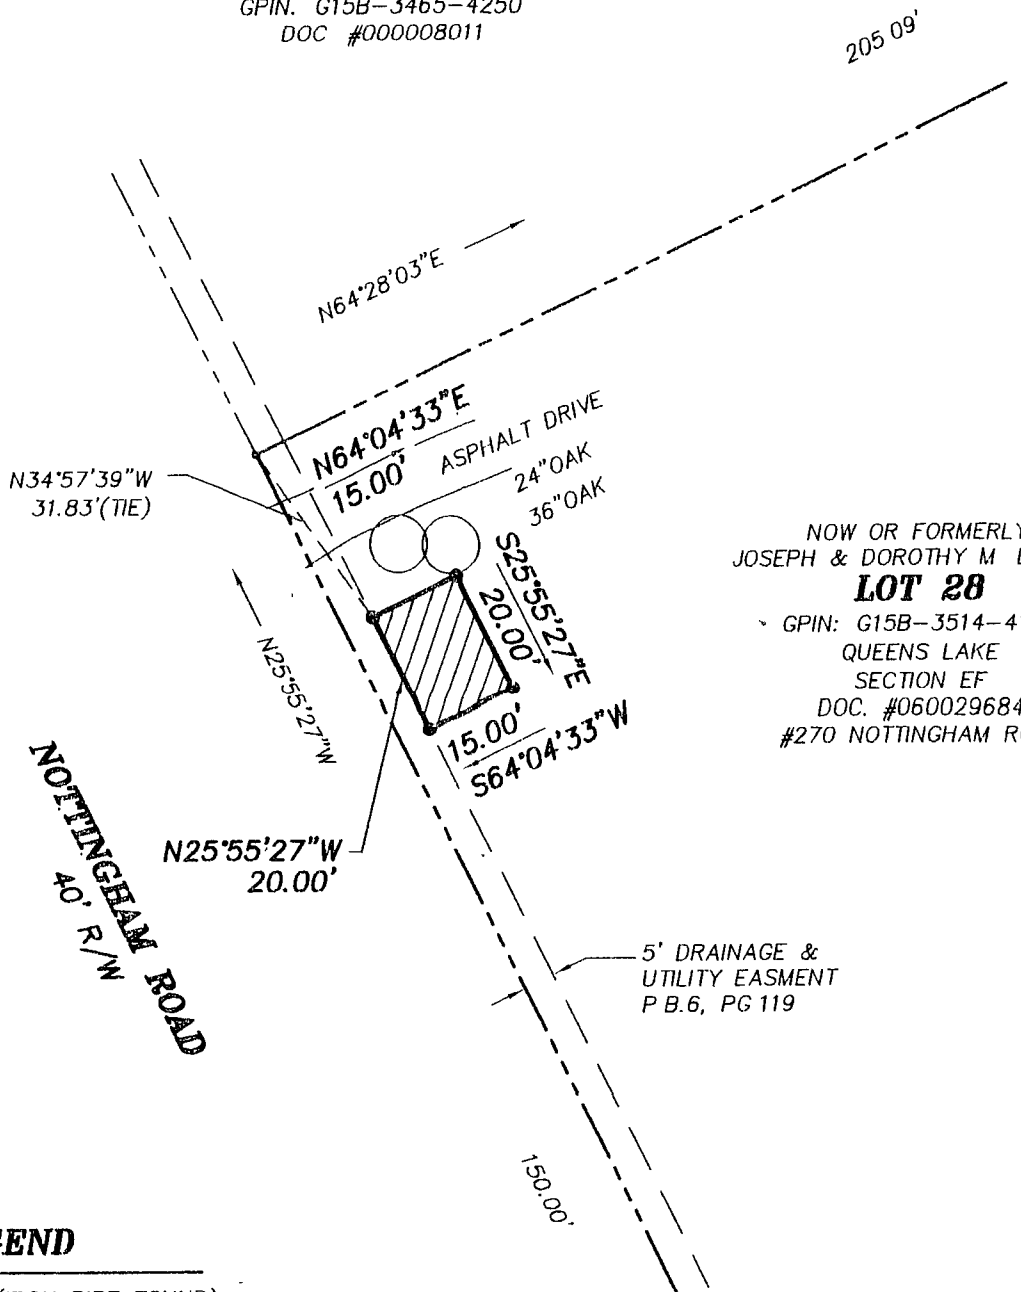 GPIN. G15B-3465-4250
DOC #000008011
205 09'
N64°28'03"E
N64°04'33"E
15.00'
ASPHALT DRIVE
24"OAK
36"OAK
N34°57'39"W
31.83'(TIE)
S25°55'27"E
20.00'
NOW OR FORMERLY
JOSEPH & DOROTHY M
LOT 28
GPIN: G15B-3514-4
QUEENS LAKE
SECTION EF
DOC. #060029684
#270 NOTTINGHAM
N25°55'27"W
15.00'
S64°04'33"W
NOTTINGHAM ROAD
40' R/W
N25°55'27"W
20.00'
5' DRAINAGE &
UTILITY EASMENT
P B.6, PG 119
150.00'
END